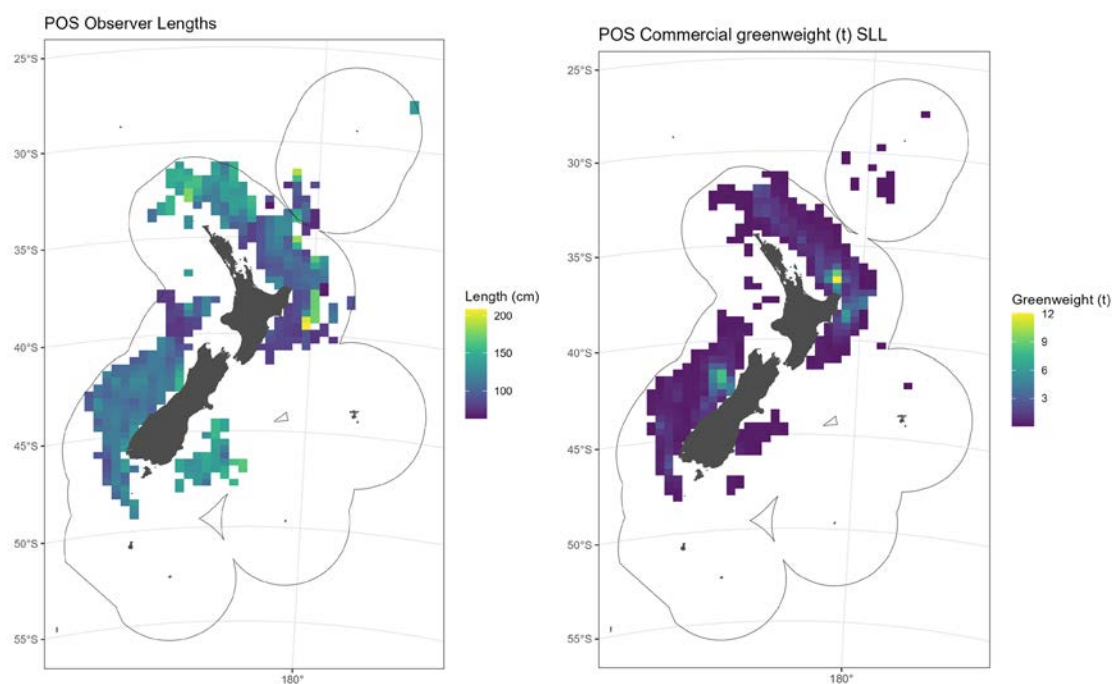 POS Observer Lengths
25°S
30°S
35°S
40°S
45°S
50°S
55°S
180°
Length (cm)
200
150
100
POS Commercial greenweight (t) SLL
25°S
30°S
35°S
40°S
45°S
50°S
55°S
180°
Greenweight (t)
12
9
6
3